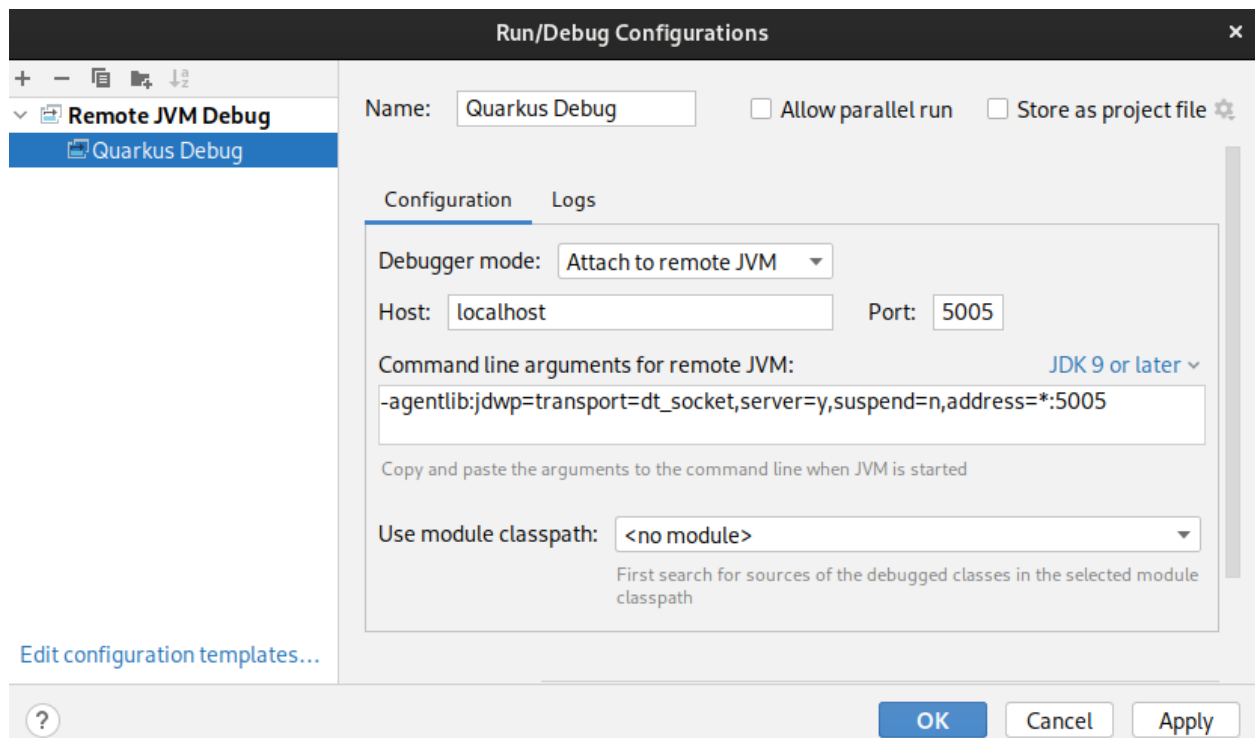 Run/Debug Configurations
Remote JVM Debug
Quarkus Debug
Edit configuration templates...
Name: Quarkus Debug Allow parallel run Store as project file
Configuration Logs
Debugger mode: Attach to remote JVM
Host: localhost Port: 5005
Command line arguments for remote JVM: JDK 9 or later
-agentlib:jdwp=transport=dt_socket,server=y,suspend=n,address=*:5005
Copy and paste the arguments to the command line when JVM is started
Use module classpath: <no module>
First search for sources of the debugged classes in the selected module
classpath
? OK Cancel Apply